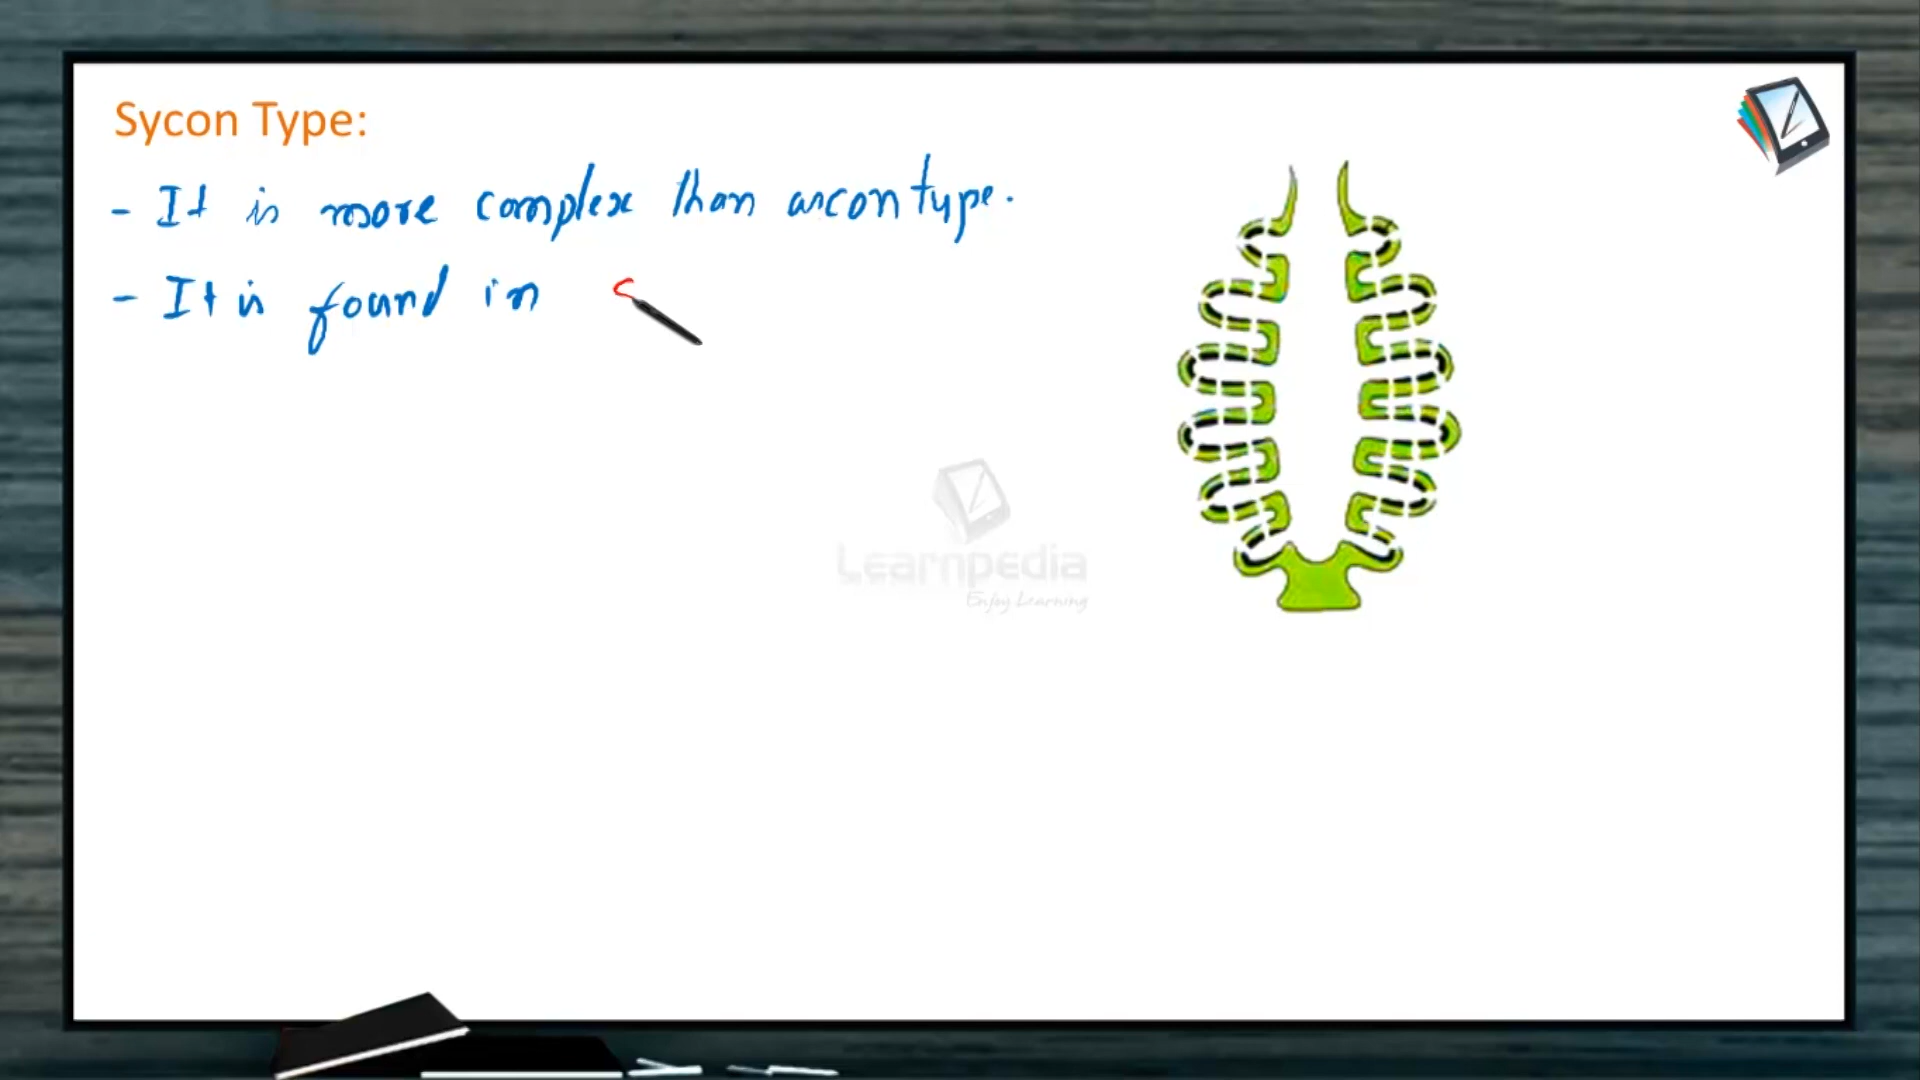 Sycon Type:
- It is more complex than ascon type.
- It is found in
Learnpedia
Enjoy Learning